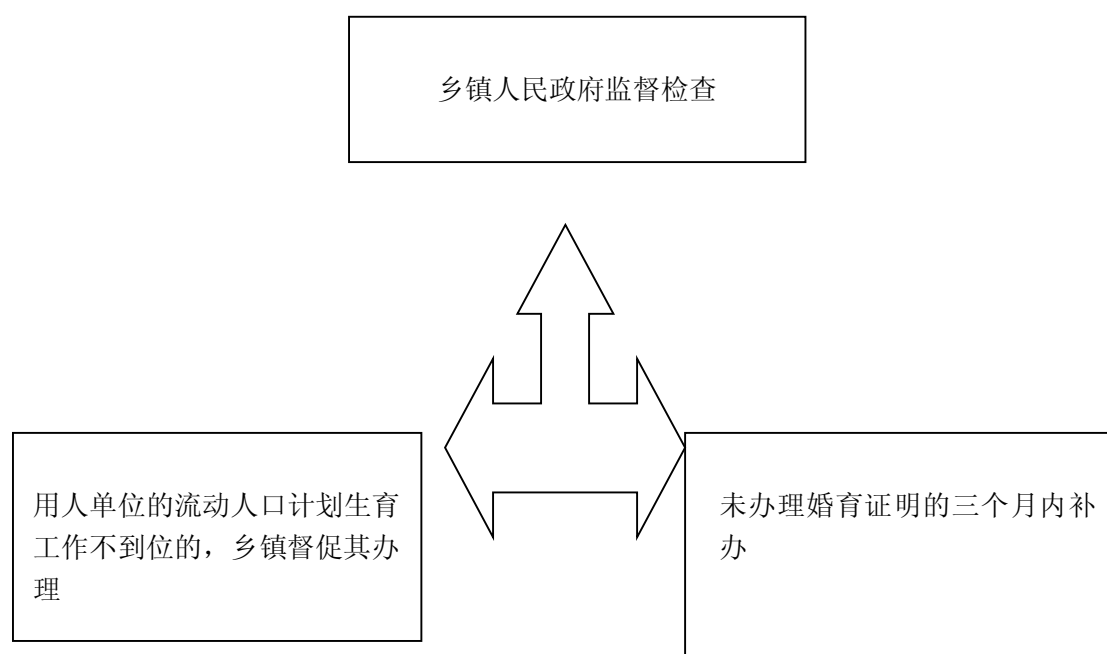 乡镇人民政府监督检查
用人单位的流动人口计划生育
工作不到位的，乡镇督促其办
理
未办理婚育证明的三个月内补
办